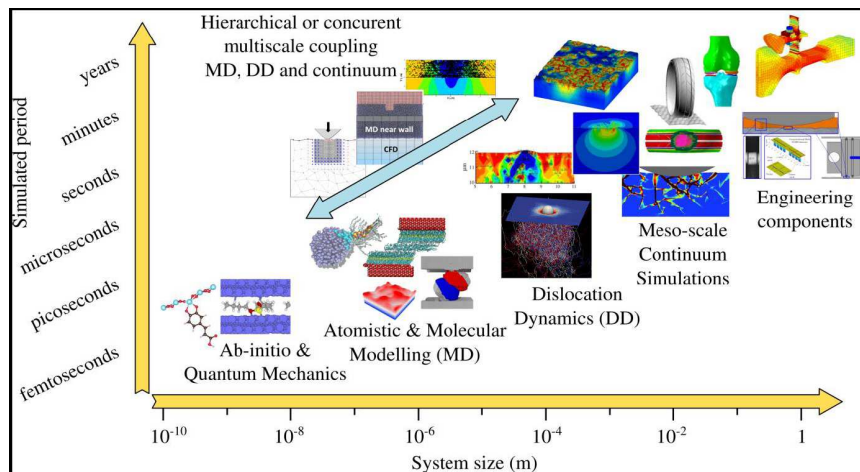 Hierarchical or concurent
multiscale coupling
MD, DD and continuum
years
minutes
seconds
microseconds
picoseconds
femtoseconds
Simulated period
MD near wall
CFD
Ab-initio &
Quantum Mechanics
Atomistic & Molecular
Modelling (MD)
Dislocation
Dynamics (DD)
Meso-scale
Continuum
Simulations
Engineering
components
10-10
10-8
10-6
10-4
10-2
1
System size (m)